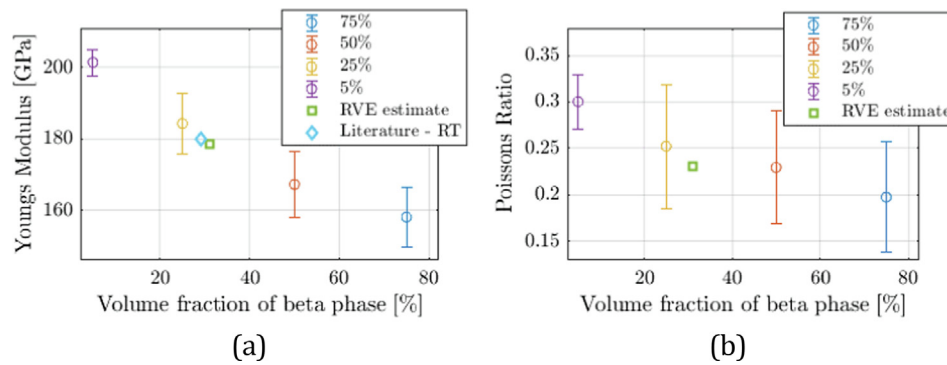 75%
50%
25%
5%
RVE estimate
Literature - RT
Youngs Modulus [GPa]
200
180
160
20 40 60 80
Volume fraction of beta phase [%]
(a)
75%
50%
25%
5%
RVE estimate
Poissons Ratio
0.35
0.3
0.25
0.2
0.15
20 40 60 80
Volume fraction of beta phase [%]
(b)